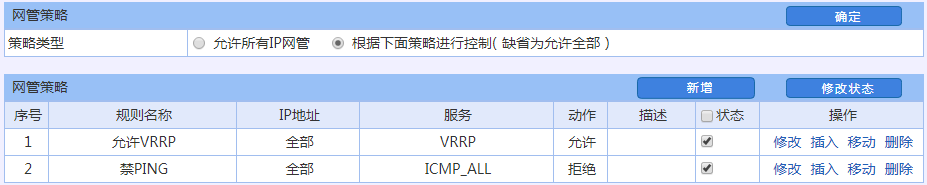 网管策略 确定
策略类型 允许所有IP网管 根据下面策略进行控制( 缺省为允许全部 )
网管策略 新增 修改状态
序号 规则名称 IP地址 服务 动作 描述 状态 操作
1 允许VRRP 全部 VRRP 允许 修改 插入 移动 删除
2 禁PING 全部 ICMP_ALL 拒绝 修改 插入 移动 删除